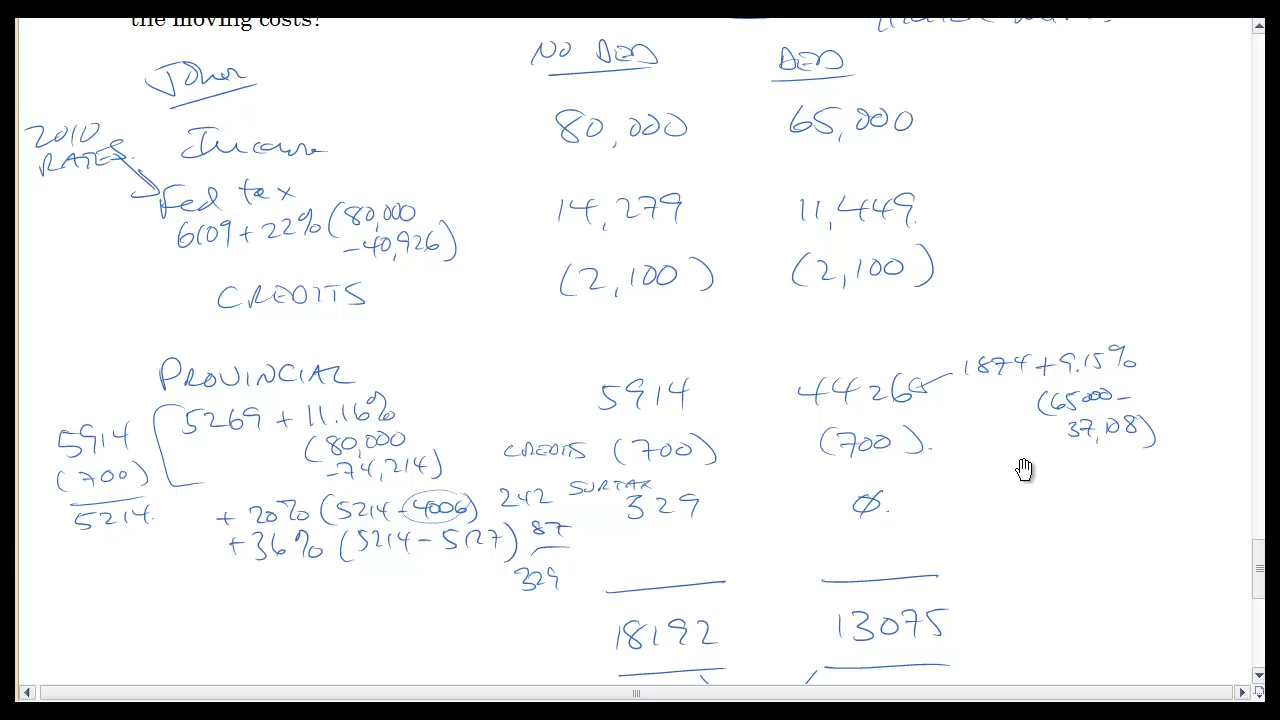 the moving costs?
NO DED DED
Income 80,000 65,000
2010
RATES
Fed tax 14,279 11,449
6109 + 22% (80,000
- 40,926)
CREDITS (2,100) (2,100)
PROVINCIAL 5914 4426 1874 + 9.15%
(65000 -
37,108)
5269 + 11.16%
(80,000
- 74,214)
5914
(700)
5214
CREDITS (700) (700)
SURTAX 329 Ø
+ 20% (5214 - 4006) 242
+ 36% (5214 - 5127) 87
329
18192 13075